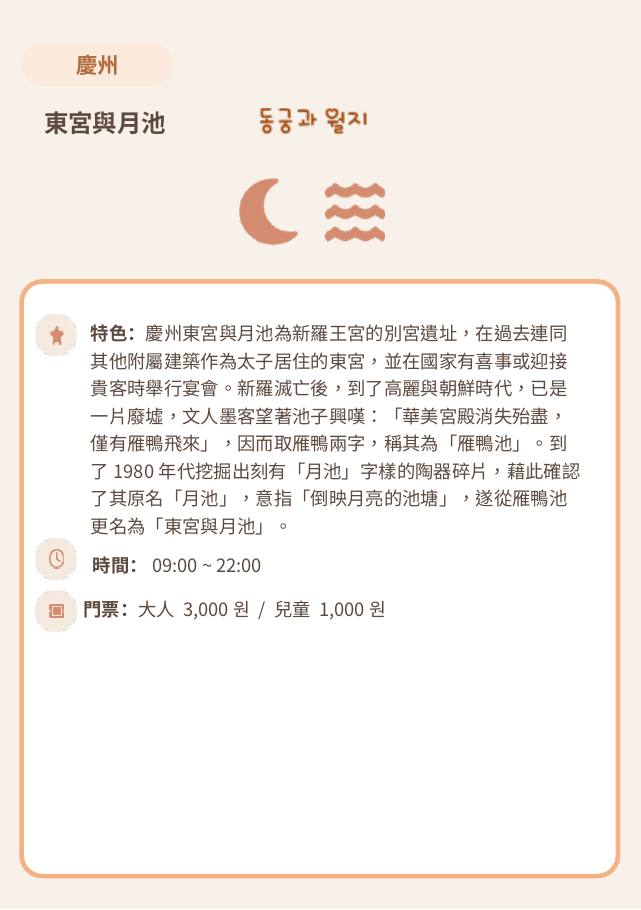 慶州
東宮與月池
동궁과 월지
特色：慶州東宮與月池為新羅王宮的別宮遺址，在過去連同
其他附屬建築作為太子居住的東宮，並在國家有喜事或迎接
貴客時舉行宴會。新羅滅亡後，到了高麗與朝鮮時代，已是
一片廢墟，文人墨客望著池子興嘆：「華美宮殿消失殆盡，
僅有雁鴨飛來」，因而取雁鴨兩字，稱其為「雁鴨池」。到
了 1980 年代挖掘出刻有「月池」字樣的陶器碎片，藉此確認
了其原名「月池」，意指「倒映月亮的池塘」，遂從雁鴨池
更名為「東宮與月池」。
時間： 09:00 ~ 22:00
門票：大人 3,000 원 / 兒童 1,000 원